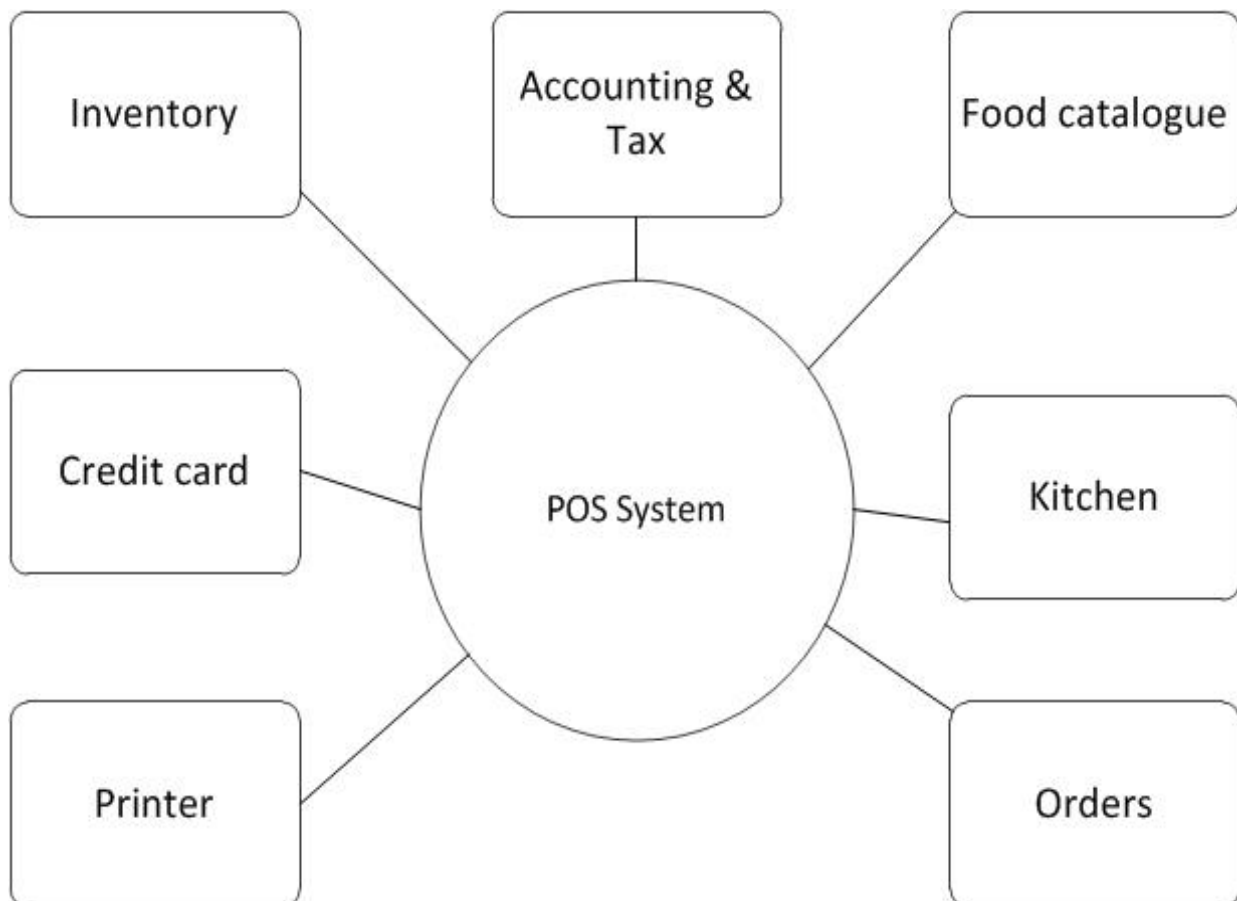 Inventory
Accounting &
Tax
Food catalogue
Credit card
POS System
Kitchen
Printer
Orders